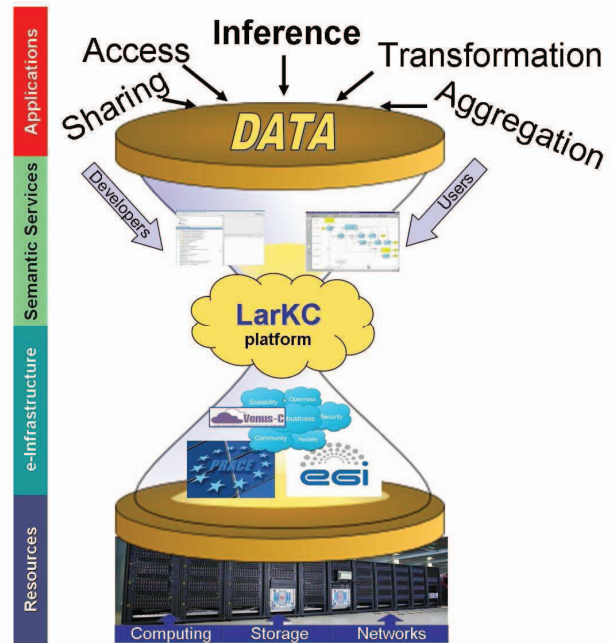 Applications
Semantic Services
e-Infrastructure
Resources
Inference
Access
Transformation
Sharing
Aggregation
DATA
Developers
Users
LarKC
platform
Scalability
Openness
Venus-C
bustness
Security
Community
Flexibility
PRACE
eGi
Computing
Storage
Networks